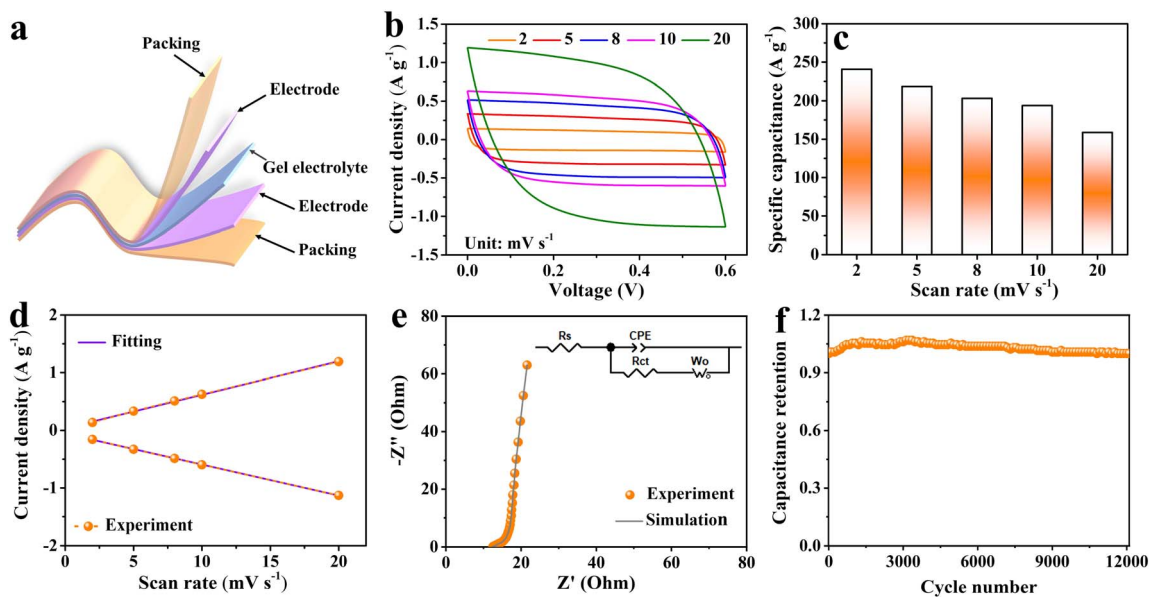 a
Packing
Electrode
Gel electrolyte
Electrode
Packing
b
2 5 8 10 20
Current density (A g⁻¹)
1.5
1.0
0.5
0.0
-0.5
-1.0
-1.5
Unit: mV s⁻¹
0.0 0.2 0.4 0.6
Voltage (V)
c
Specific capacitance (A g⁻¹)
300
250
200
150
100
50
0
2 5 8 10 20
Scan rate (mV s⁻¹)
d
Fitting
Current density (A g⁻¹)
2
1
0
-1
-2
Experiment
0 5 10 15 20
Scan rate (mV s⁻¹)
e
Rs CPE
Rct Wo
-Z'' (Ohm)
80
60
40
20
0
Experiment
Simulation
0 20 40 60 80
Z' (Ohm)
f
Capacitance retention
1.2
0.9
0.6
0.3
0.0
0 3000 6000 9000 12000
Cycle number